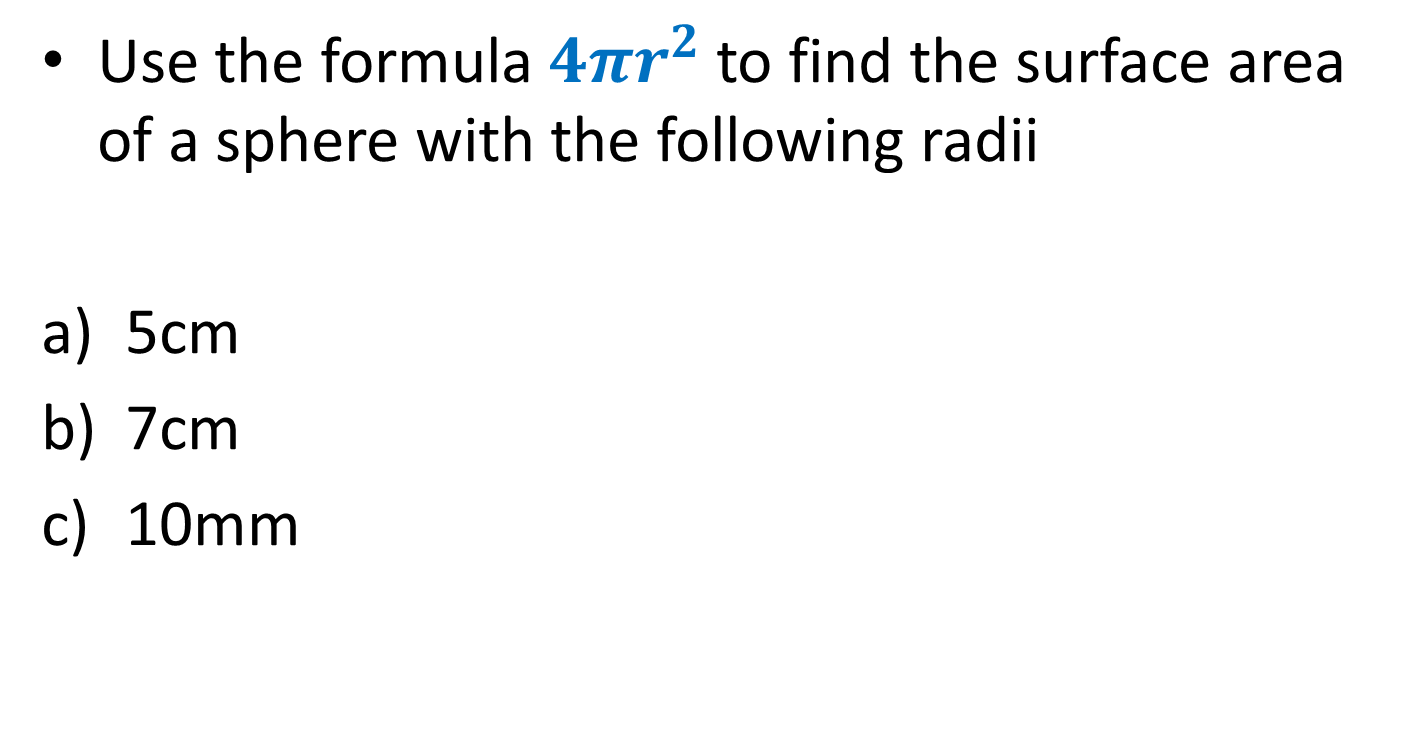 • Use the formula 4πr² to find the surface area
of a sphere with the following radii
a) 5cm
b) 7cm
c) 10mm